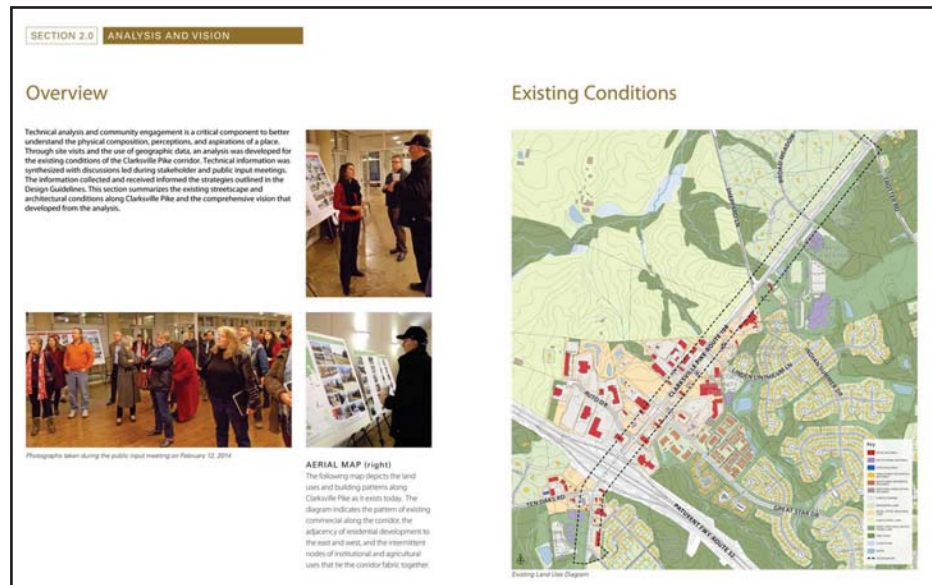 SECTION 2.0 ANALYSIS AND VISION
Overview
Technical analysis and community engagement is a critical component to better
understand the physical composition, perceptions, and aspirations of a place.
Through site visits and the use of geographic data, an analysis was developed for
the existing conditions of the Clarksville Pike corridor. Technical information was
synthesized with discussions led during stakeholder and public input meetings.
The information collected and received informed the strategies outlined in the
Design Guidelines. This section summarizes the existing streetscape and
architectural conditions along Clarksville Pike and the comprehensive vision that
developed from the analysis.
Photographs taken during the public input meeting on February 12, 2014
AERIAL MAP (right)
The following map depicts the land
uses and building patterns along
Clarksville Pike as it exists today. The
diagram indicates the pattern of existing
commercial along the corridor, the
adjacency of residential development to
the east and west, and the intermittent
nodes of institutional and agricultural
uses that tie the corridor fabric together.
Existing Conditions
SHEPPARD LN
TROTTER RD
CLARKSVILLE PIKE ROUTE 108
AUTO DR
LINDEN LINTHICUM LN
TEN OAKS RD
PATUXENT FWY. ROUTE 32
GREAT STAR DR
Key
Existing Land Use Diagram